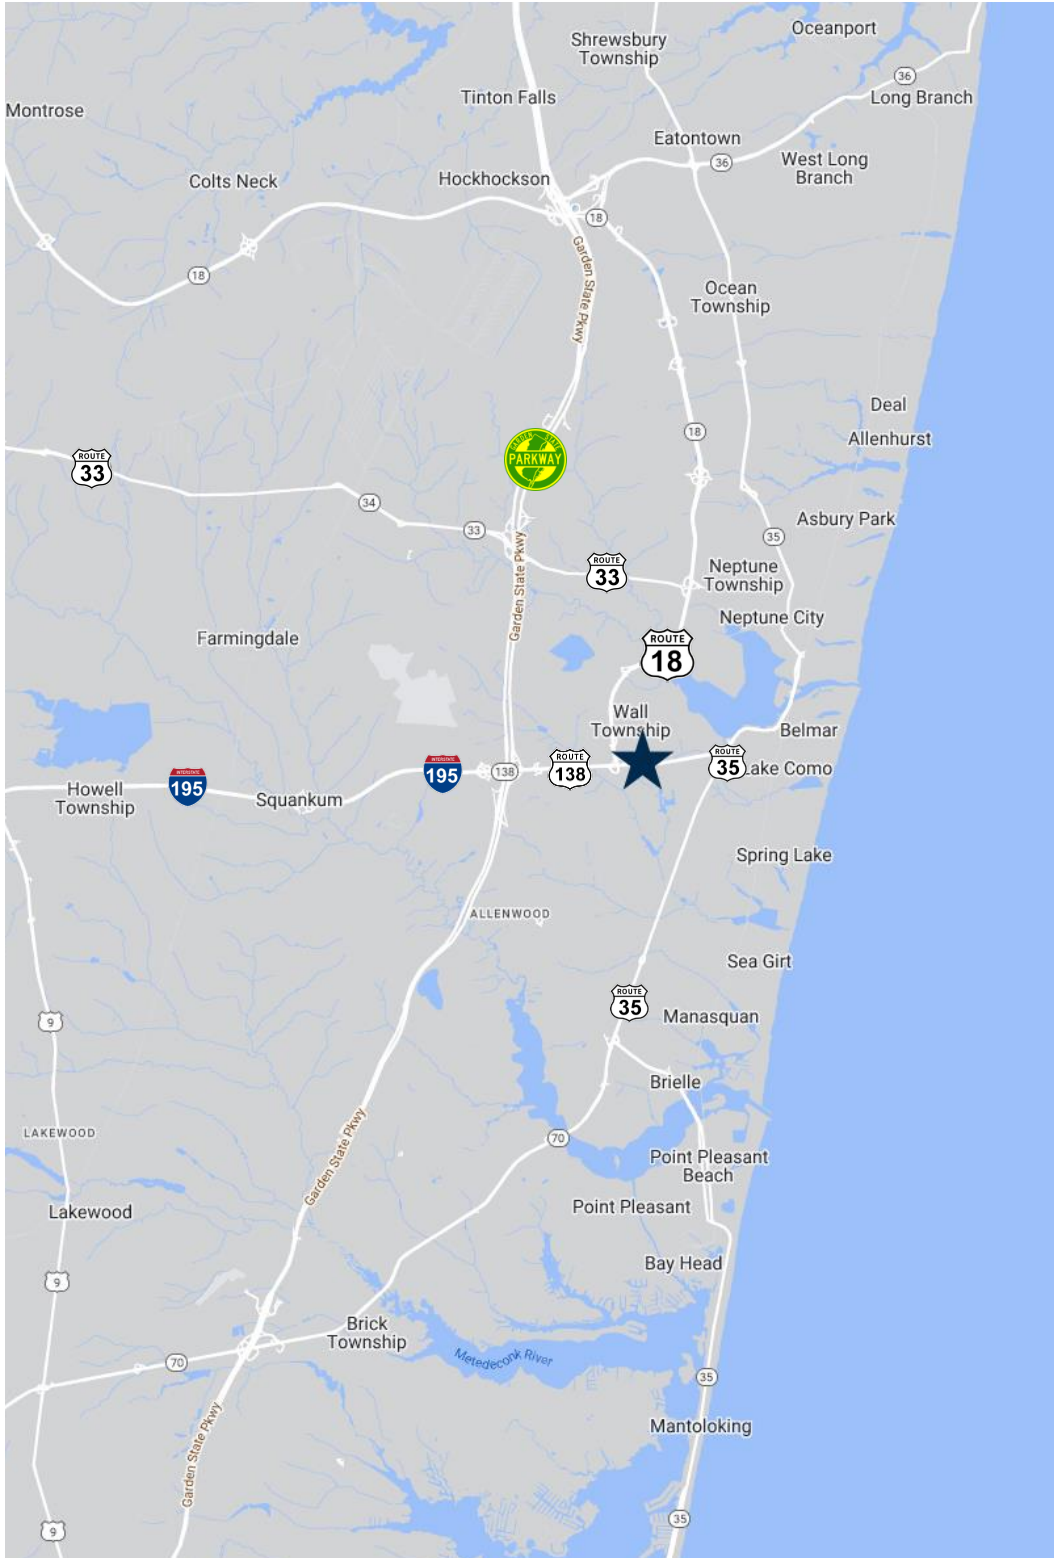 Oceanport
Shrewsbury
Township
36
Tinton Falls
Long Branch
Montrose
Eatontown
36
West Long
Branch
Colts Neck
Hockhockson
18
Garden State Pkwy
18
Ocean
Township
Deal
18
Allenhurst
GARDEN STATE
PARKWAY
ROUTE
33
34
Asbury Park
33
35
Garden State Pkwy
ROUTE
33
Neptune
Township
Neptune City
Farmingdale
ROUTE
18
Wall
Township
Belmar
INTERSTATE
195
INTERSTATE
195
138
ROUTE
138
ROUTE
35
Lake Como
Howell
Township
Squankum
Spring Lake
ALLENWOOD
Sea Girt
ROUTE
35
Manasquan
9
Brielle
LAKEWOOD
70
Garden State Pkwy
Point Pleasant
Beach
Lakewood
Point Pleasant
Bay Head
9
Brick
Township
Metedeconk River
70
35
Mantoloking
Garden State Pkwy
35
9